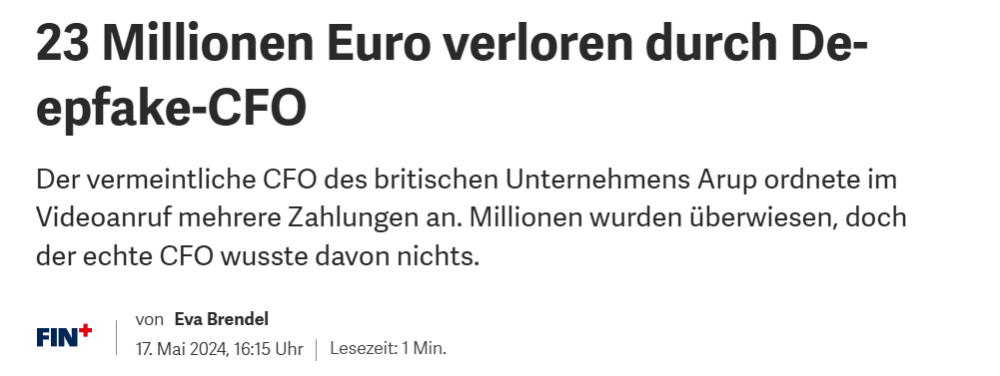 23 Millionen Euro verloren durch De-
epfake-CFO
Der vermeintliche CFO des britischen Unternehmens Arup ordnete im
Videoanruf mehrere Zahlungen an. Millionen wurden überwiesen, doch
der echte CFO wusste davon nichts.
FIN+
von Eva Brendel
17. Mai 2024, 16:15 Uhr | Lesezeit: 1 Min.